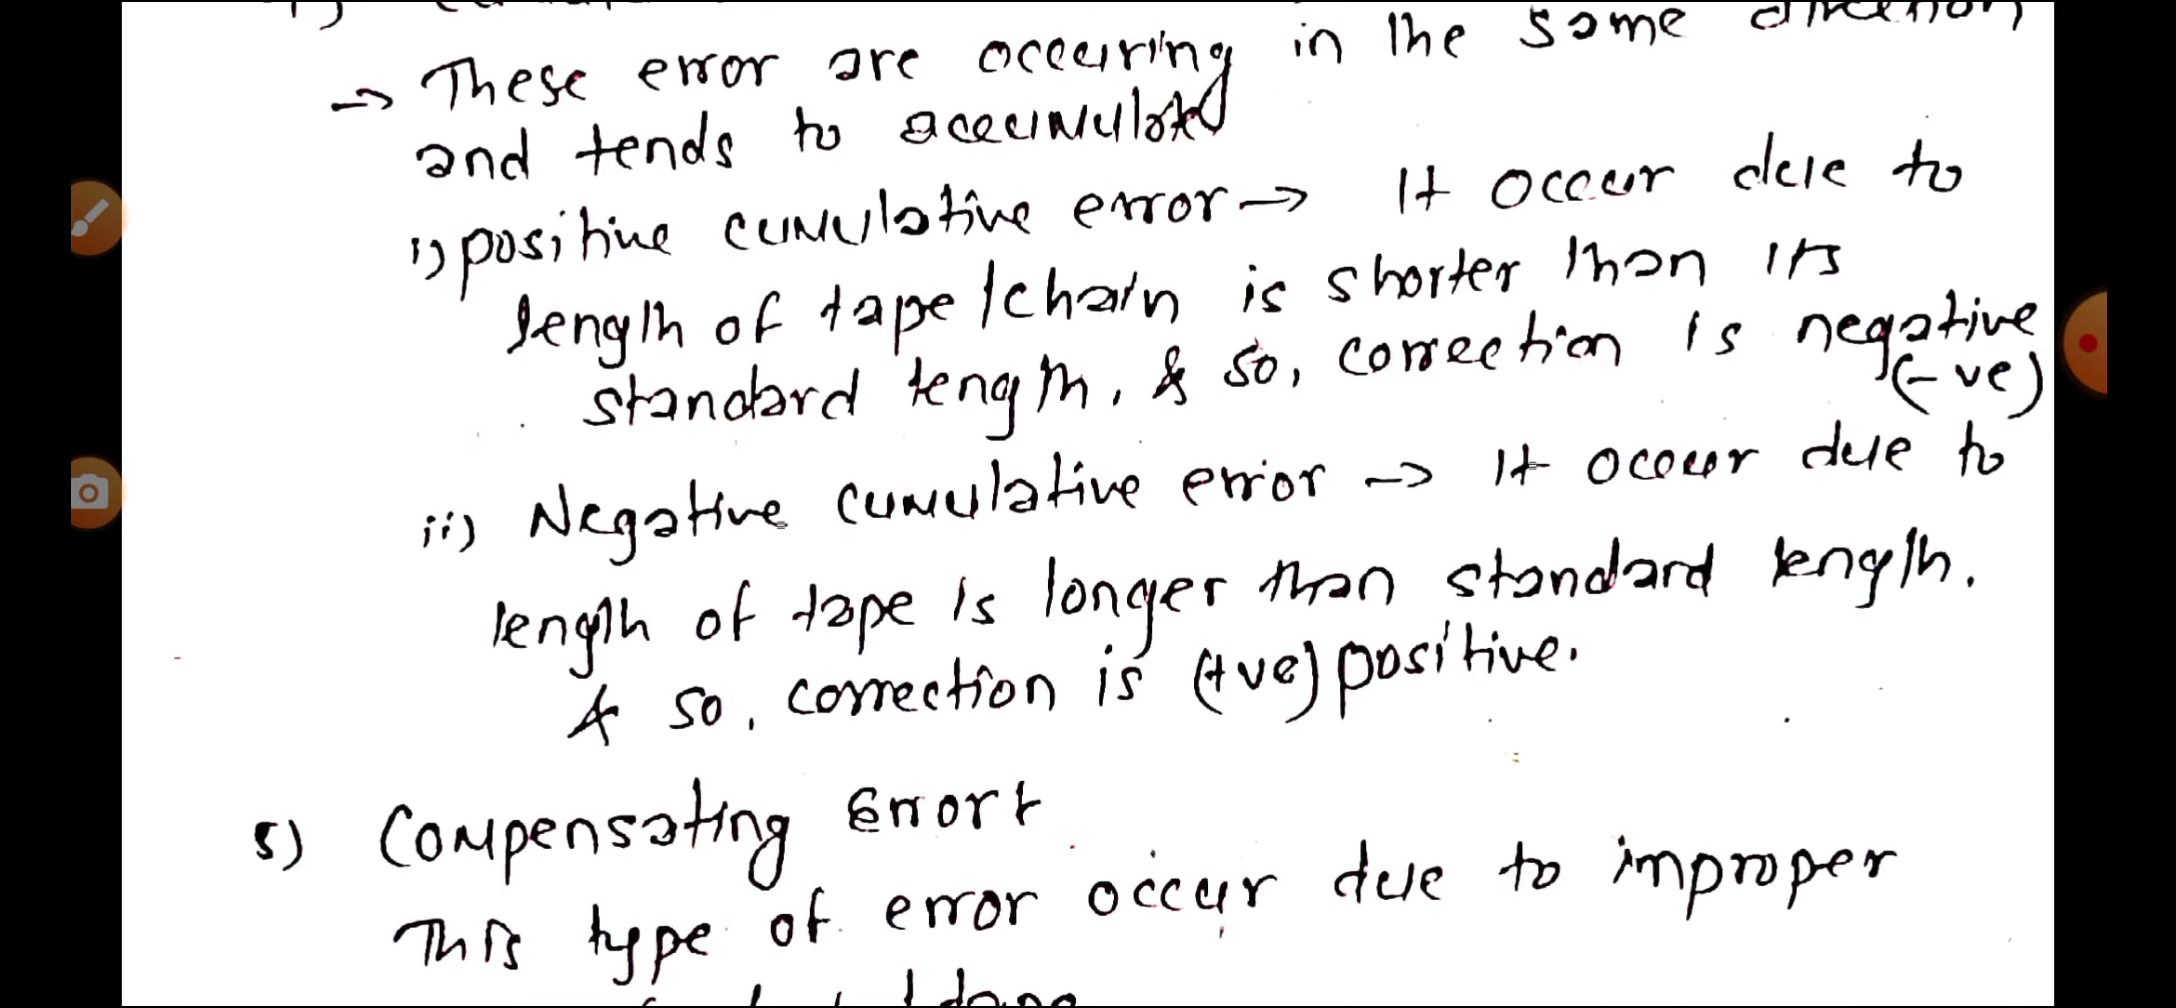 → These error are occuring in the same direction
and tends to accumulate
i) positive cumulative error → It occur due to
length of tape/chain is shorter than its
standard length, & so, correction is negative
(-ve)
ii) Negative cumulative error → It occur due to
length of tape is longer than standard length.
& so, correction is (+ve) positive.
5) Compensating Error
This type of error occur due to improper